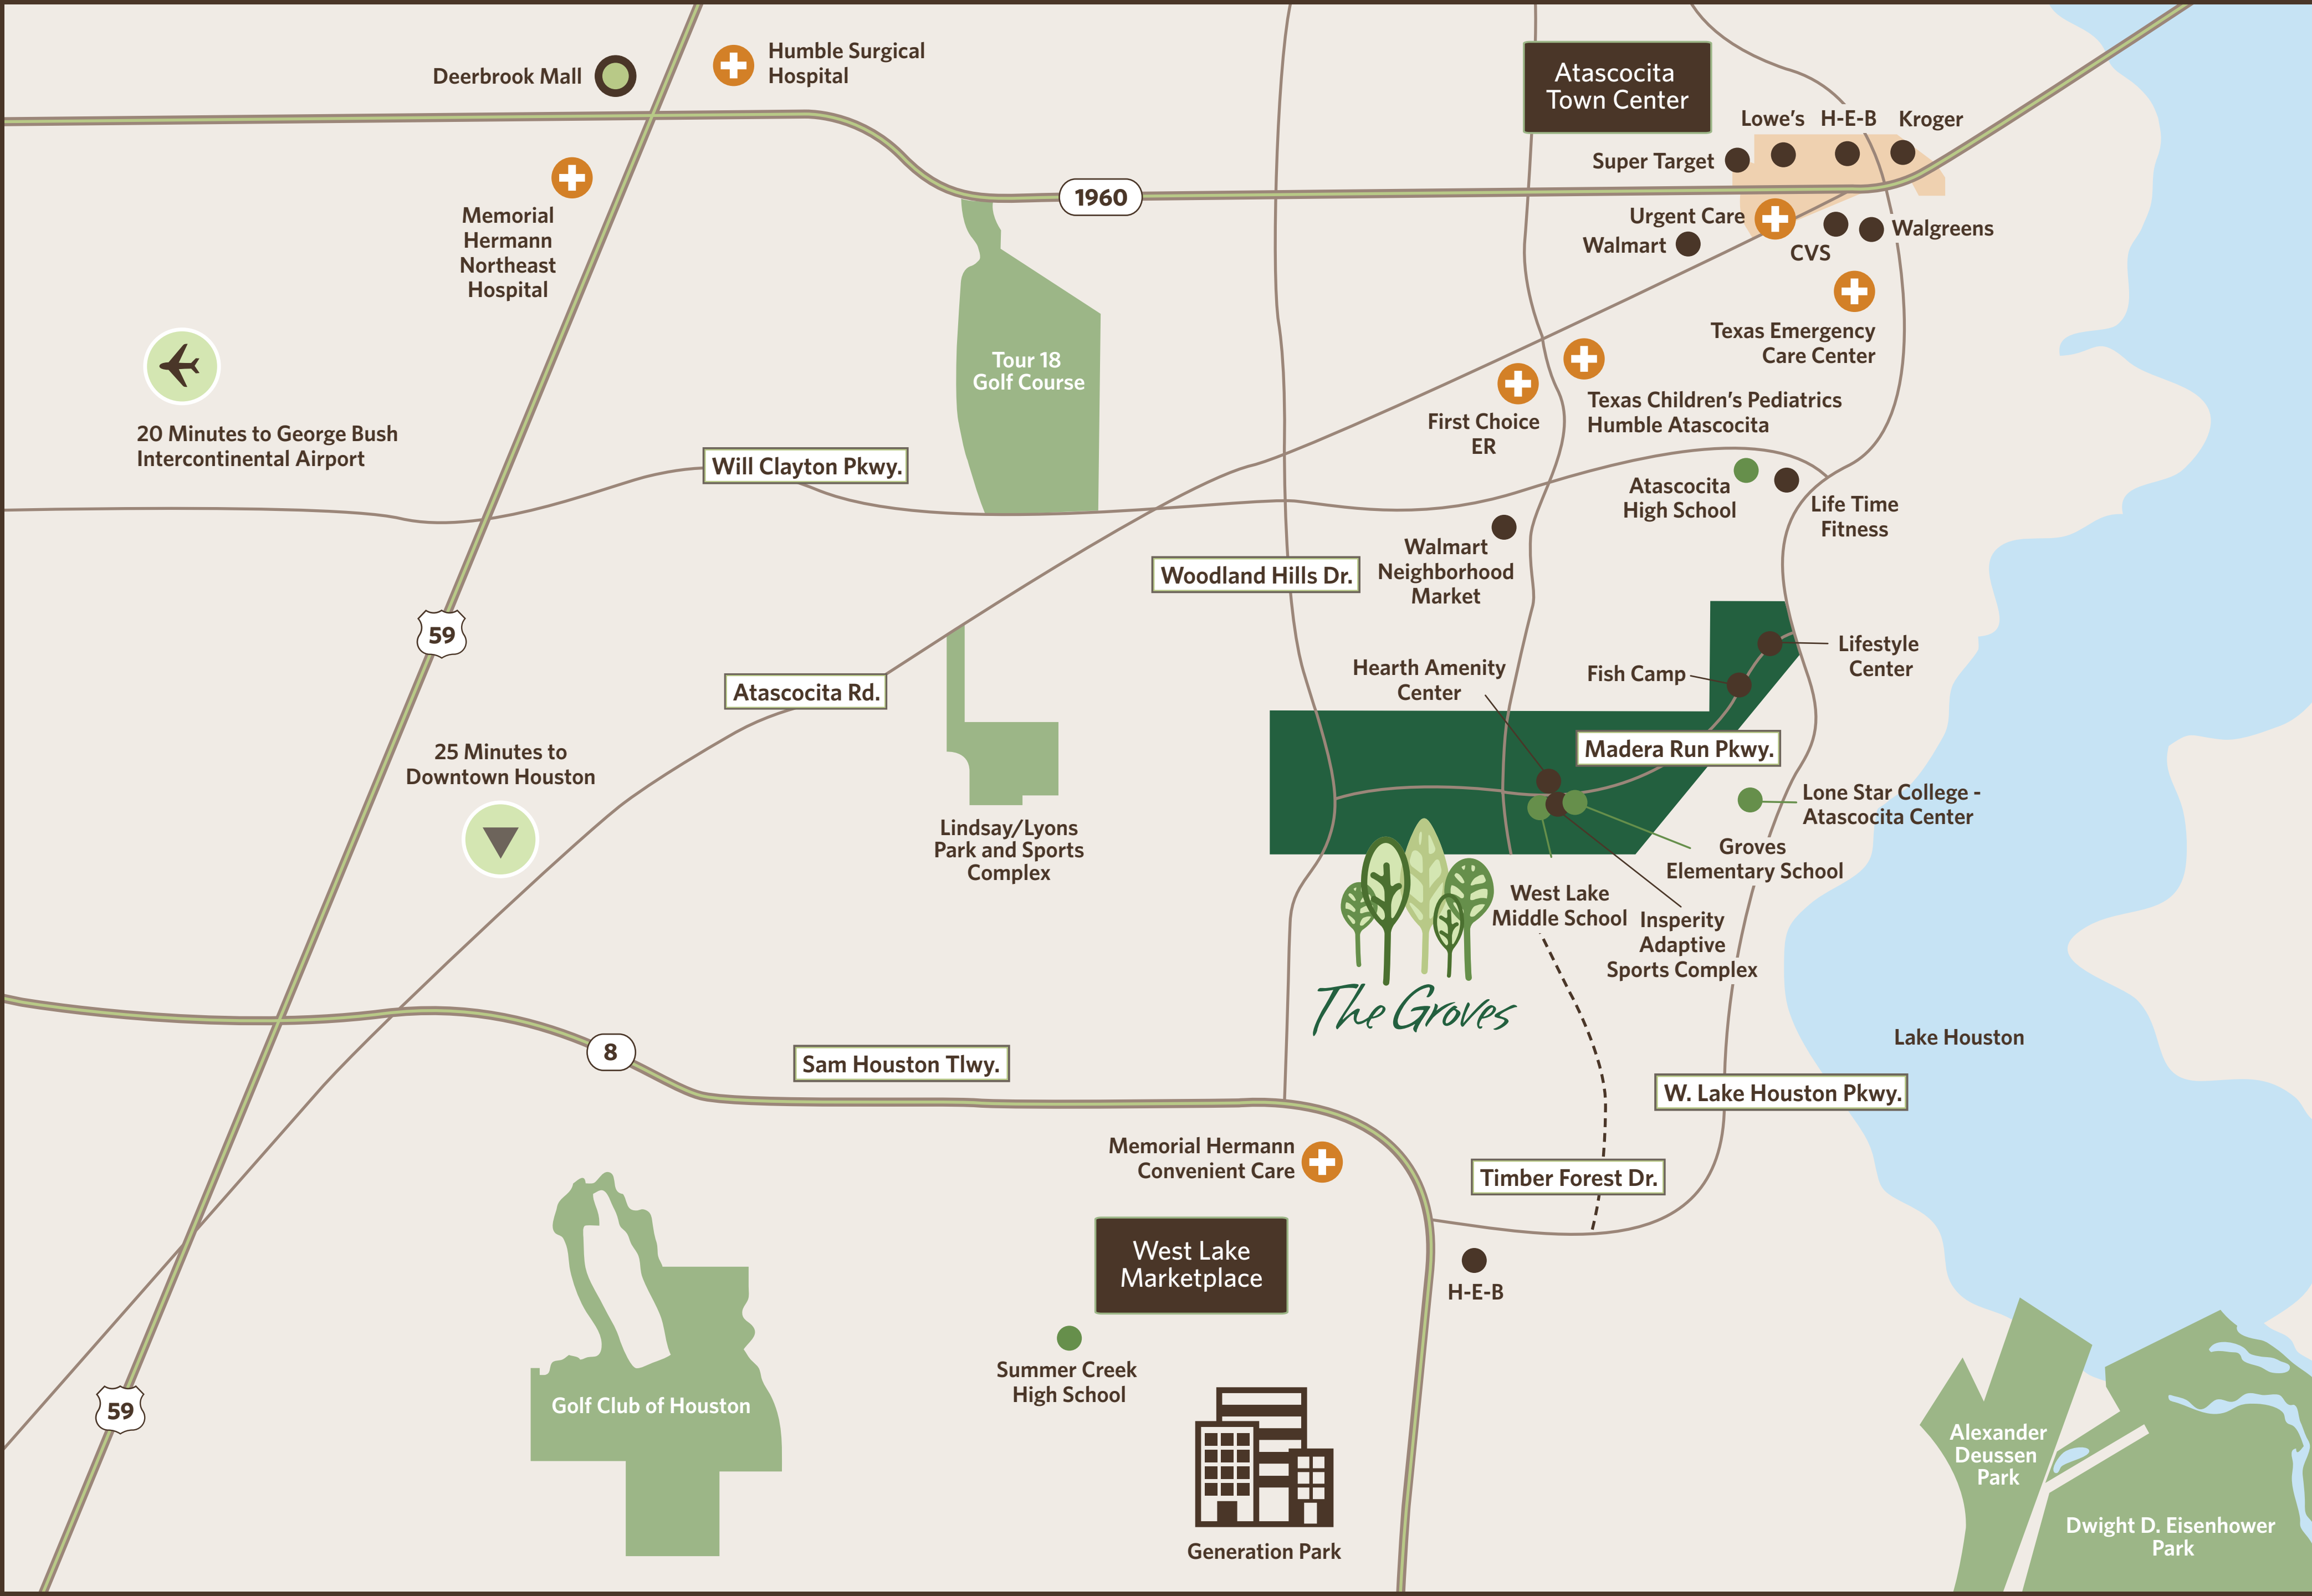 Deerbrook Mall
Humble Surgical
Hospital
Atascocita
Town Center
Lowe's
H-E-B
Kroger
Super Target
1960
Urgent Care
Walmart
CVS
Walgreens
Memorial
Hermann
Northeast
Hospital
Texas Emergency
Care Center
Tour 18
Golf Course
First Choice
ER
Texas Children's Pediatrics
Humble Atascocita
20 Minutes to George Bush
Intercontinental Airport
Will Clayton Pkwy.
Atascocita
High School
Life Time
Fitness
Walmart
Neighborhood
Market
Woodland Hills Dr.
59
Hearth Amenity
Center
Fish Camp
Lifestyle
Center
Atascocita Rd.
Madera Run Pkwy.
25 Minutes to
Downtown Houston
Lindsay/Lyons
Park and Sports
Complex
Lone Star College -
Atascocita Center
Groves
Elementary School
West Lake
Middle School
Insperity
Adaptive
Sports Complex
The Groves
Lake Houston
8
Sam Houston Tlwy.
W. Lake Houston Pkwy.
Memorial Hermann
Convenient Care
Timber Forest Dr.
West Lake
Marketplace
H-E-B
Summer Creek
High School
Golf Club of Houston
59
Generation Park
Alexander
Deussen
Park
Dwight D. Eisenhower
Park